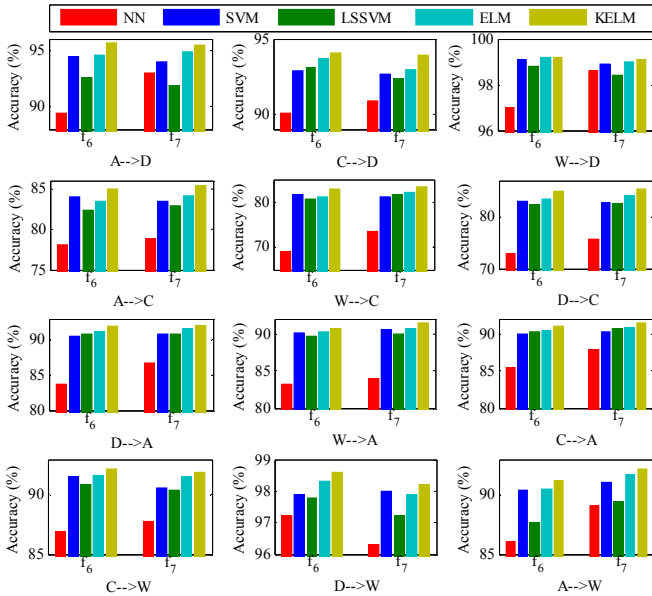 NN SVM LSSVM ELM KELM
Accuracy (%) 95 90 f6 f7 A-->D
Accuracy (%) 95 90 f6 f7 C-->D
Accuracy (%) 100 98 96 f6 f7 W-->D
Accuracy (%) 85 80 75 f6 f7 A-->C
Accuracy (%) 80 70 f6 f7 W-->C
Accuracy (%) 80 70 f6 f7 D-->C
Accuracy (%) 90 85 80 f6 f7 D-->A
Accuracy (%) 90 85 80 f6 f7 W-->A
Accuracy (%) 90 85 80 f6 f7 C-->A
Accuracy (%) 90 85 f6 f7 C-->W
Accuracy (%) 99 98 97 96 f6 f7 D-->W
Accuracy (%) 90 85 f6 f7 A-->W